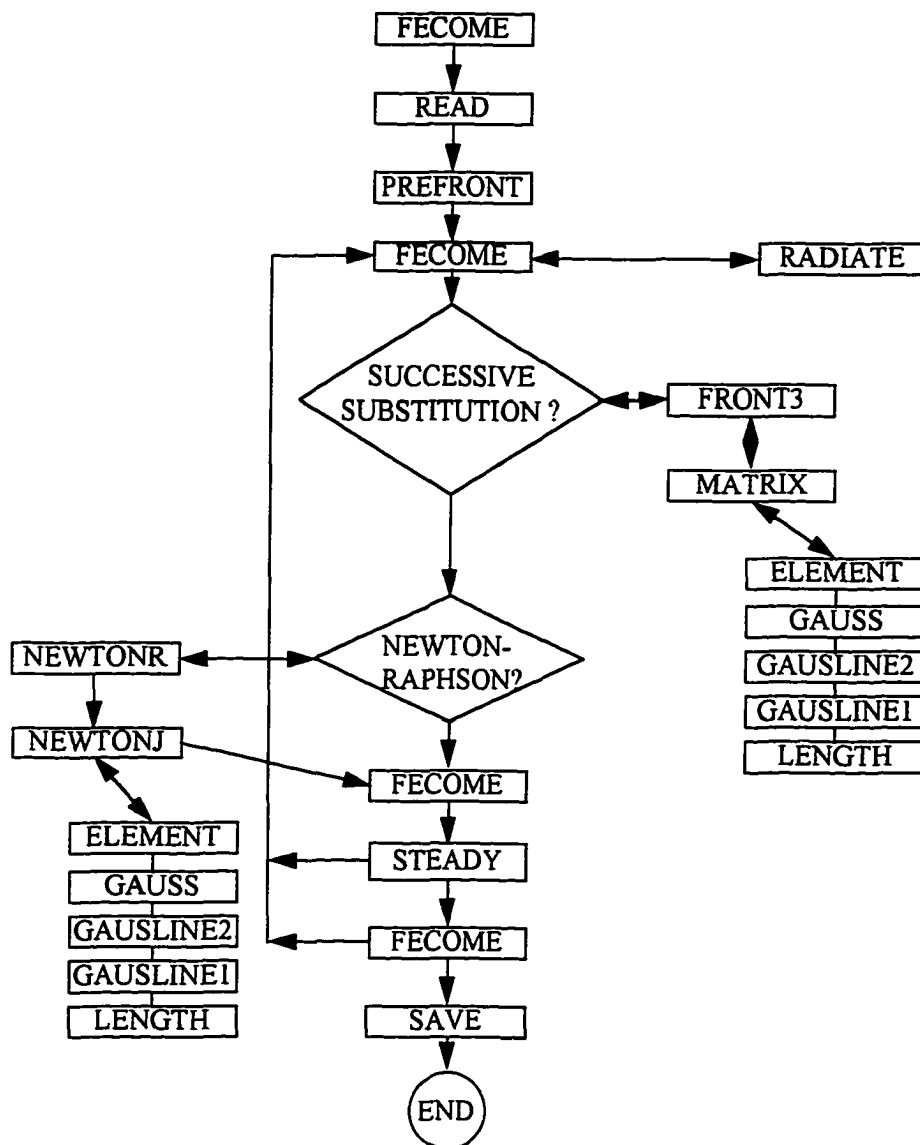 FECOME
READ
PREFRONT
FECOME
RADIATE
SUCCESSIVE
SUBSTITUTION ?
FRONT3
MATRIX
ELEMENT
GAUSS
GAUSLINE2
GAUSLINE1
LENGTH
NEWTON-
RAPHSON?
NEWTONR
NEWTONJ
ELEMENT
GAUSS
GAUSLINE2
GAUSLINE1
LENGTH
FECOME
STEADY
FECOME
SAVE
END